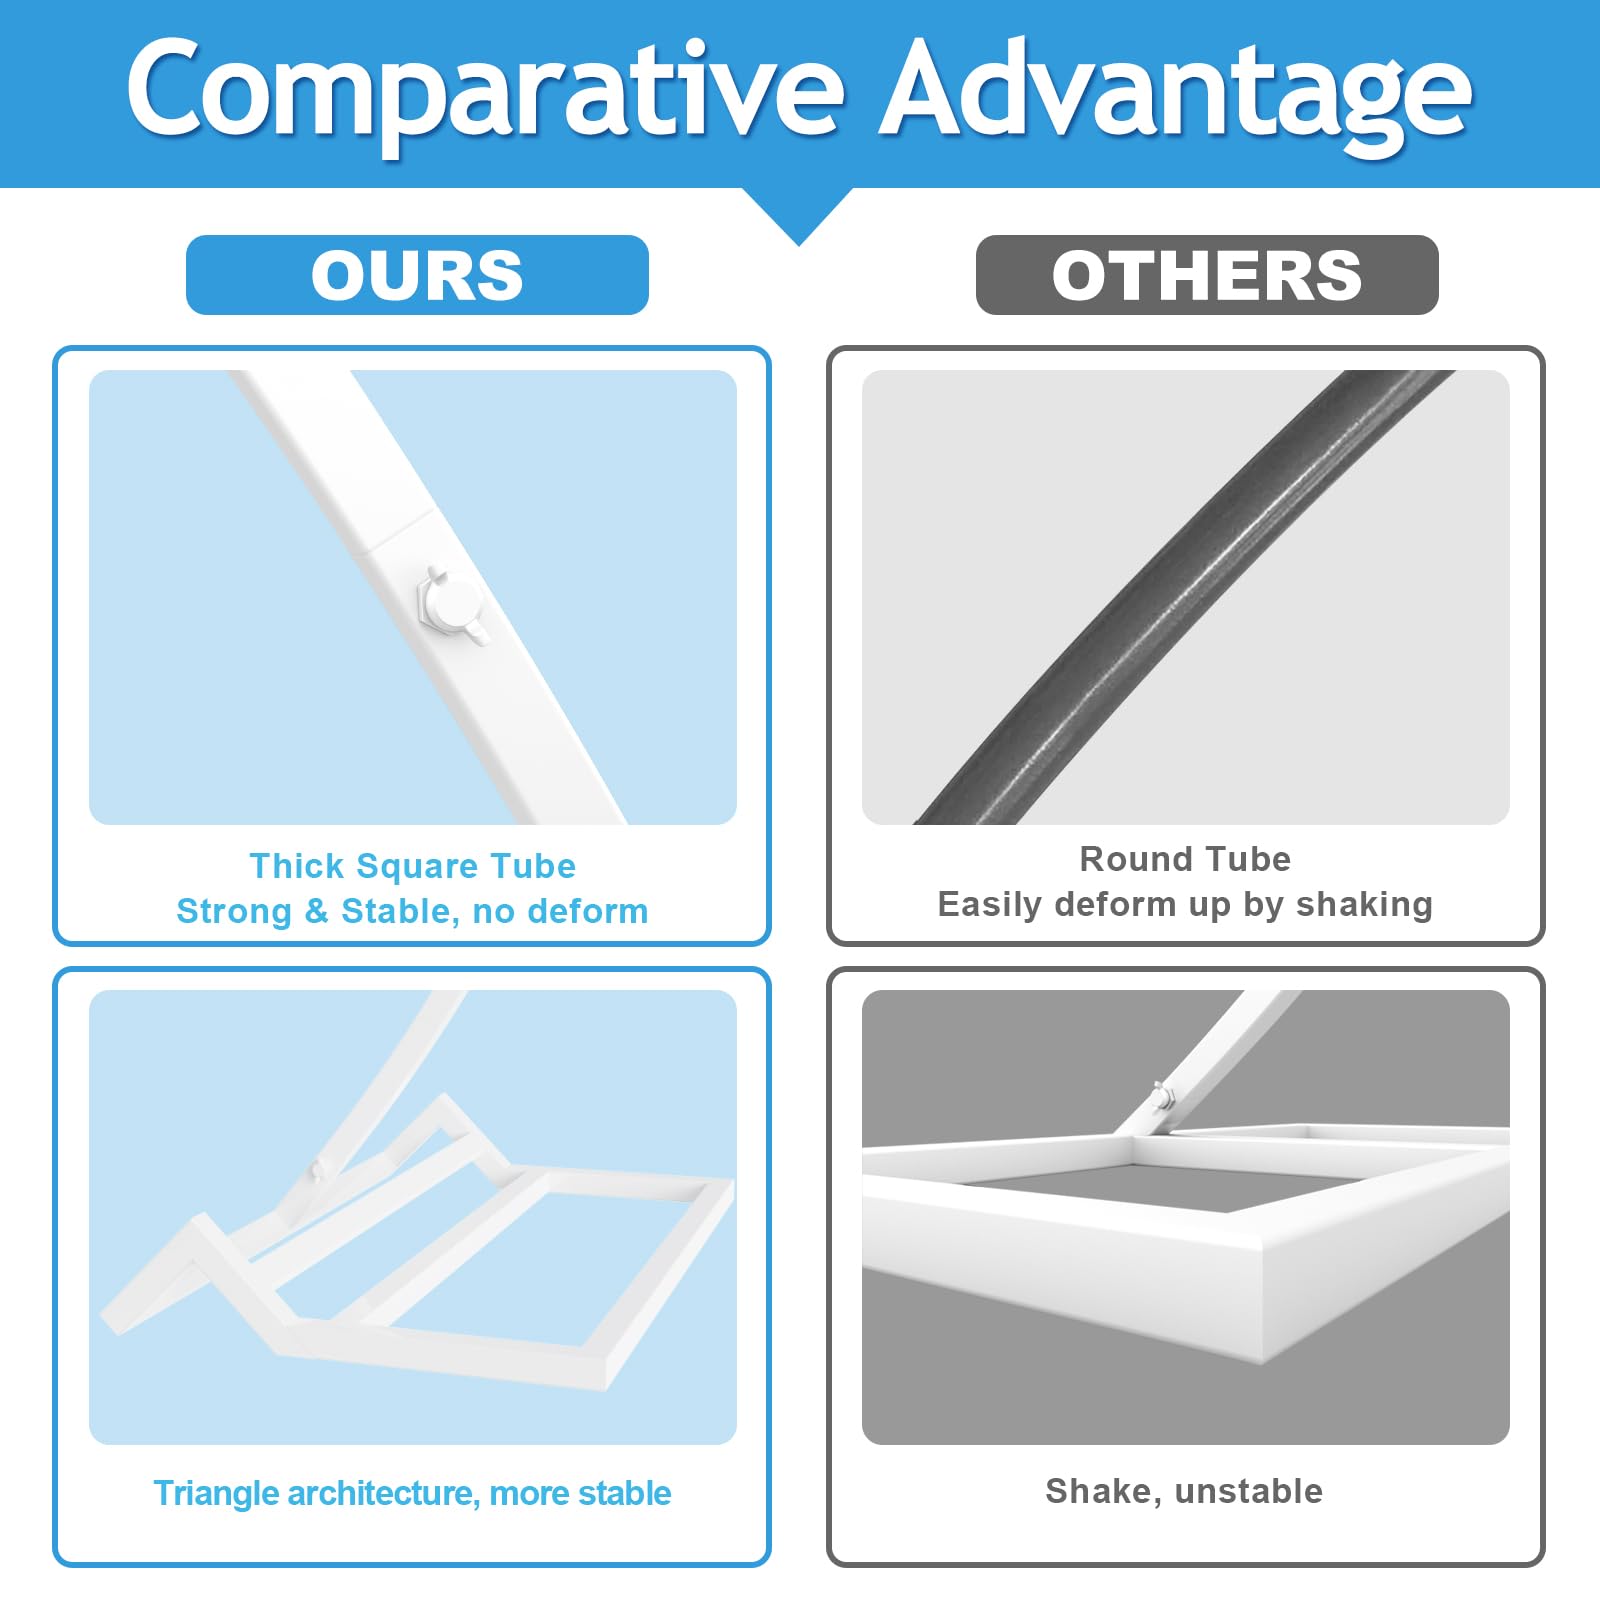 Comparative Advantage
OURS
OTHERS
Thick Square Tube
Strong & Stable, no deform
Round Tube
Easily deform up by shaking
Triangle architecture, more stable
Shake, unstable